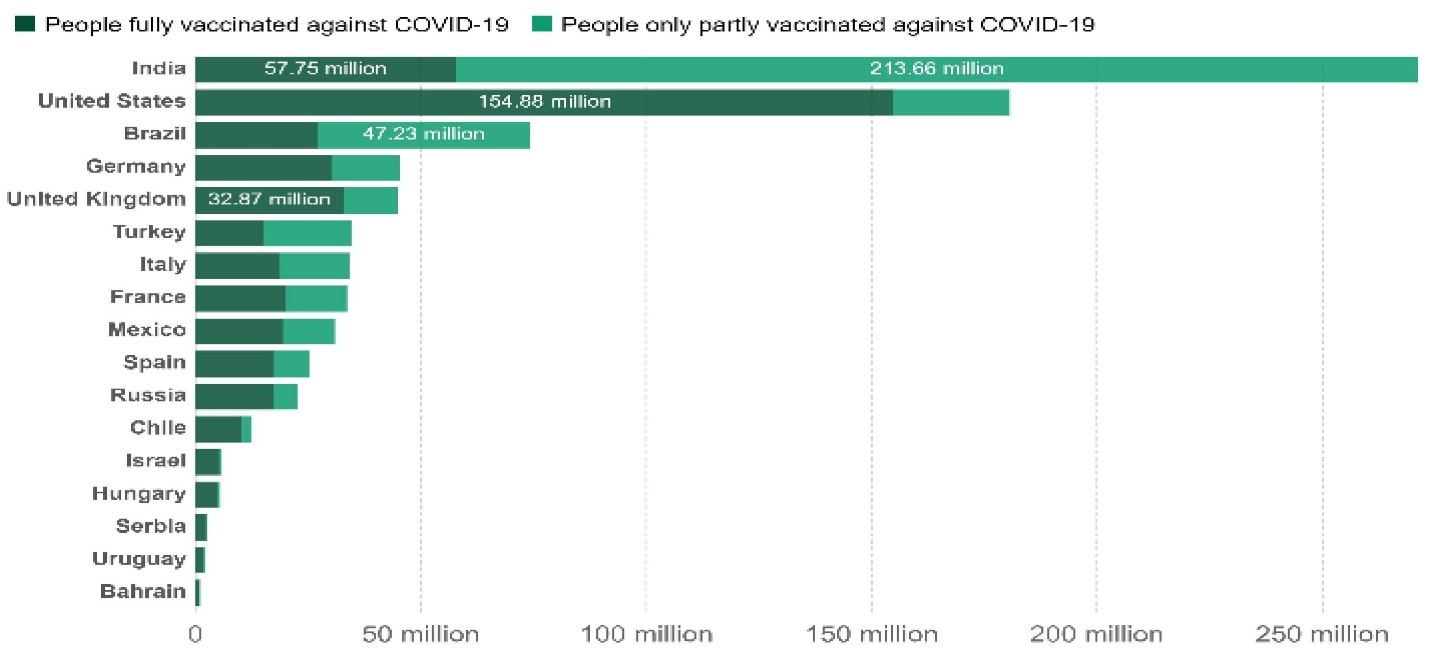 People fully vaccinated against COVID-19 People only partly vaccinated against COVID-19
India 57.75 million 213.66 million
United States 154.88 million
Brazil 47.23 million
Germany
United Kingdom 32.87 million
Turkey
Italy
France
Mexico
Spain
Russia
Chile
Israel
Hungary
Serbia
Uruguay
Bahrain
0 50 million 100 million 150 million 200 million 250 million